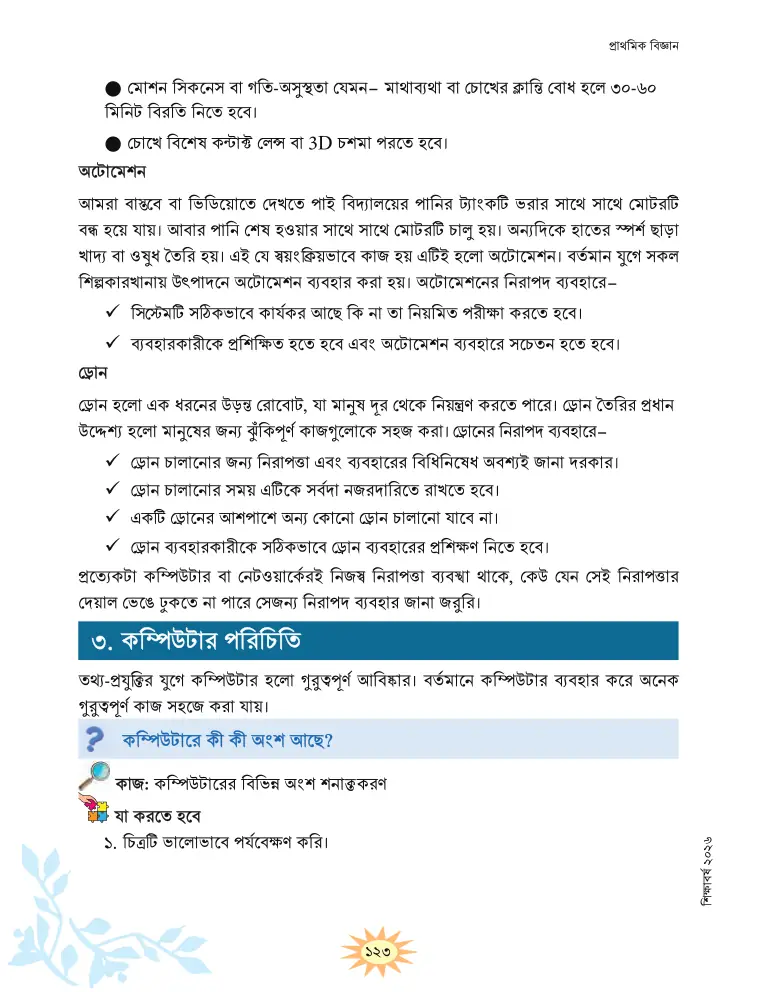 প্রাথমিক বিজ্ঞান
● মোশন সিকনেস বা গতি-অসুস্থতা যেমন– মাথাব্যথা বা চোখের ক্লান্তি বোধ হলে ৩০-৬০
মিনিট বিরতি নিতে হবে।
● চোখে বিশেষ কন্টাক্ট লেন্স বা 3D চশমা পরতে হবে।
অটোমেশন
আমরা বাস্তবে বা ভিডিয়োতে দেখতে পাই বিদ্যালয়ের পানির ট্যাংকটি ভরার সাথে সাথে মোটরটি
বন্ধ হয়ে যায়। আবার পানি শেষ হওয়ার সাথে সাথে মোটরটি চালু হয়। অন্যদিকে হাতের স্পর্শ ছাড়া
খাদ্য বা ওষুধ তৈরি হয়। এই যে স্বয়ংক্রিয়ভাবে কাজ হয় এটিই হলো অটোমেশন। বর্তমান যুগে সকল
শিল্পকারখানায় উৎপাদনে অটোমেশন ব্যবহার করা হয়। অটোমেশনের নিরাপদ ব্যবহারে–
✓ সিস্টেমটি সঠিকভাবে কার্যকর আছে কি না তা নিয়মিত পরীক্ষা করতে হবে।
✓ ব্যবহারকারীকে প্রশিক্ষিত হতে হবে এবং অটোমেশন ব্যবহারে সচেতন হতে হবে।
ড্রোন
ড্রোন হলো এক ধরনের উড়ন্ত রোবোট, যা মানুষ দূর থেকে নিয়ন্ত্রণ করতে পারে। ড্রোন তৈরির প্রধান
উদ্দেশ্য হলো মানুষের জন্য ঝুঁকিপূর্ণ কাজগুলোকে সহজ করা। ড্রোনের নিরাপদ ব্যবহারে–
✓ ড্রোন চালানোর জন্য নিরাপত্তা এবং ব্যবহারের বিধিনিষেধ অবশ্যই জানা দরকার।
✓ ড্রোন চালানোর সময় এটিকে সর্বদা নজরদারিতে রাখতে হবে।
✓ একটি ড্রোনের আশপাশে অন্য কোনো ড্রোন চালানো যাবে না।
✓ ড্রোন ব্যবহারকারীকে সঠিকভাবে ড্রোন ব্যবহারের প্রশিক্ষণ নিতে হবে।
প্রত্যেকটা কম্পিউটার বা নেটওয়ার্কেরই নিজস্ব নিরাপত্তা ব্যবস্থা থাকে, কেউ যেন সেই নিরাপত্তার
দেয়াল ভেঙে ঢুকতে না পারে সেজন্য নিরাপদ ব্যবহার জানা জরুরি।
৩. কম্পিউটার পরিচিতি
তথ্য-প্রযুক্তির যুগে কম্পিউটার হলো গুরুত্বপূর্ণ আবিষ্কার। বর্তমানে কম্পিউটার ব্যবহার করে অনেক
গুরুত্বপূর্ণ কাজ সহজে করা যায়।
? কম্পিউটারে কী কী অংশ আছে?
কাজ: কম্পিউটারের বিভিন্ন অংশ শনাক্তকরণ
যা করতে হবে
১. চিত্রটি ভালোভাবে পর্যবেক্ষণ করি।
শিক্ষাবর্ষ ২০২৬
১২৩